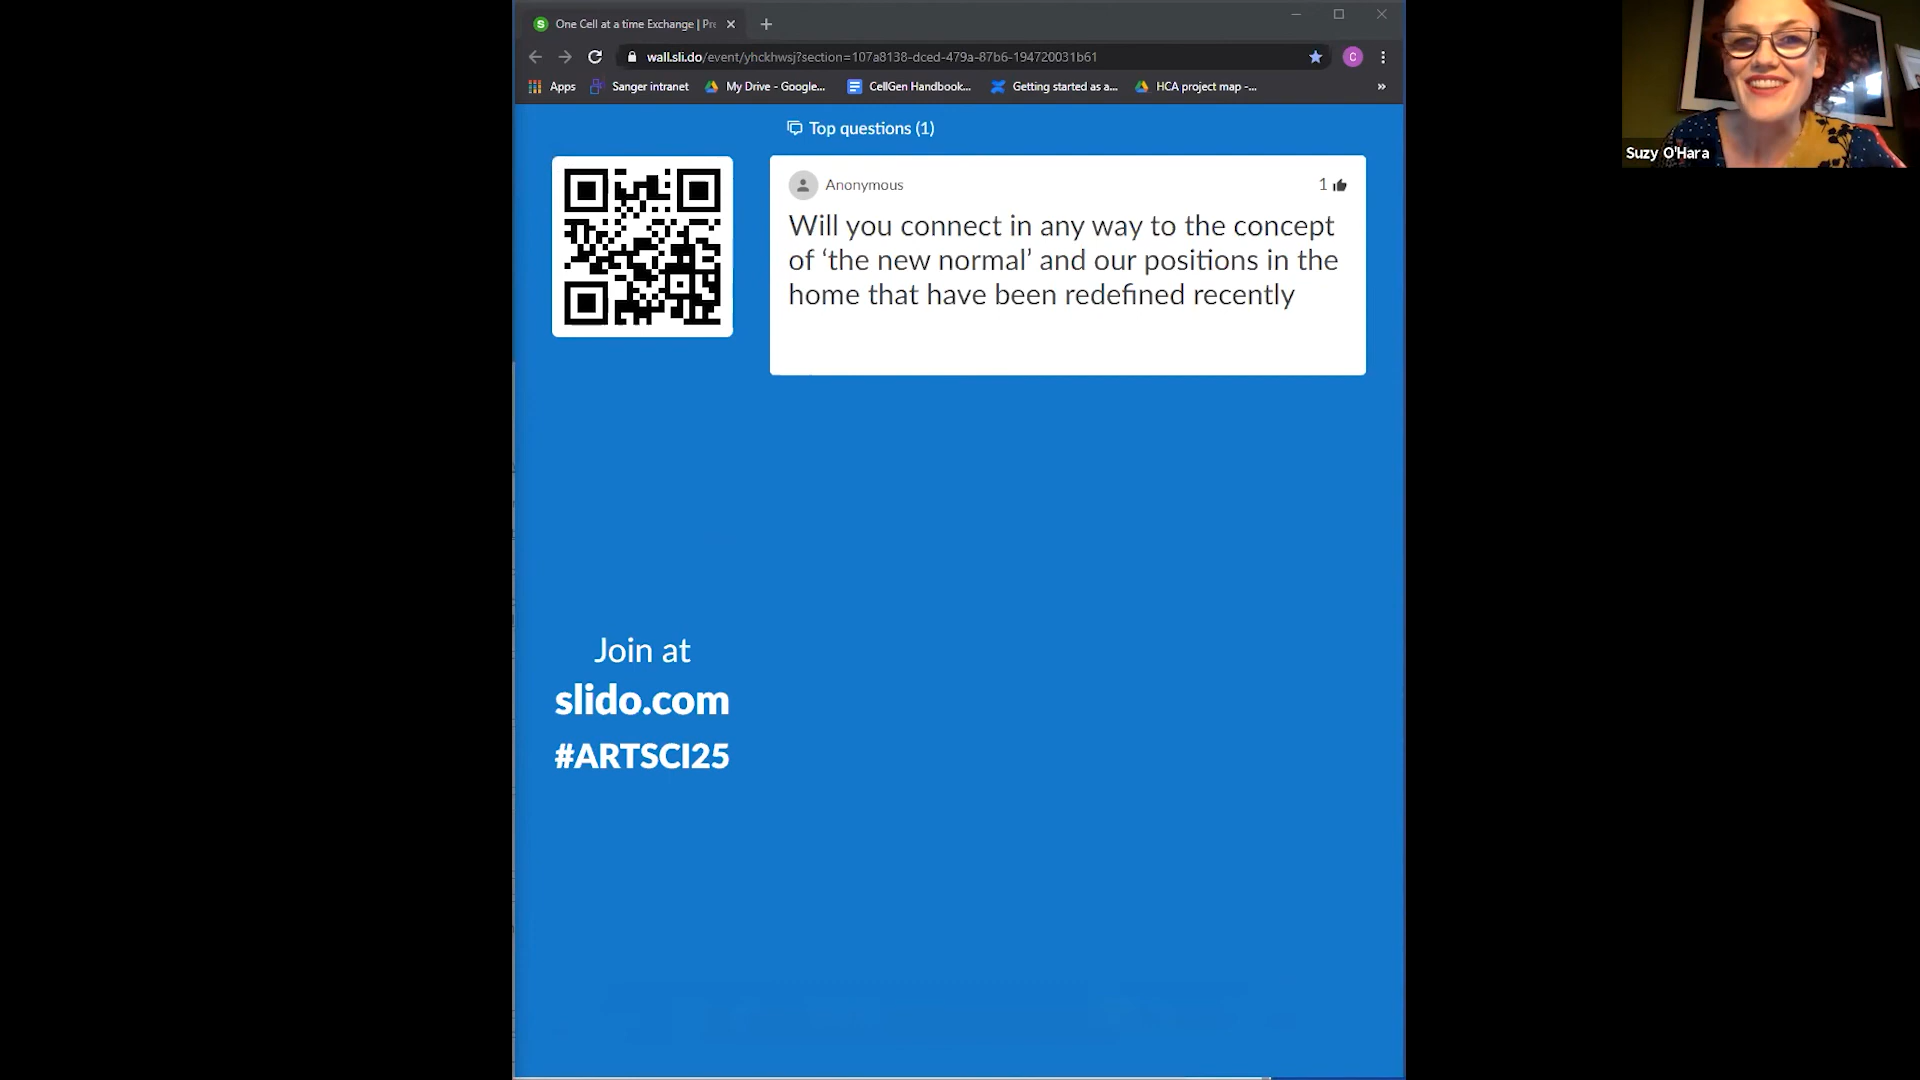 One Cell at a time Exchange | Pre
wall.sli.do/event/yhckhwsj?section=107a8138-dced-479a-87b6-194720031b61
C
Apps
Sanger intranet
My Drive - Google...
CellGen Handbook...
Getting started as a...
HCA project map -...
»
Top questions (1)
Anonymous
1
Will you connect in any way to the concept
of ‘the new normal’ and our positions in the
home that have been redefined recently
Join at
slido.com
#ARTSCI25
Suzy O'Hara